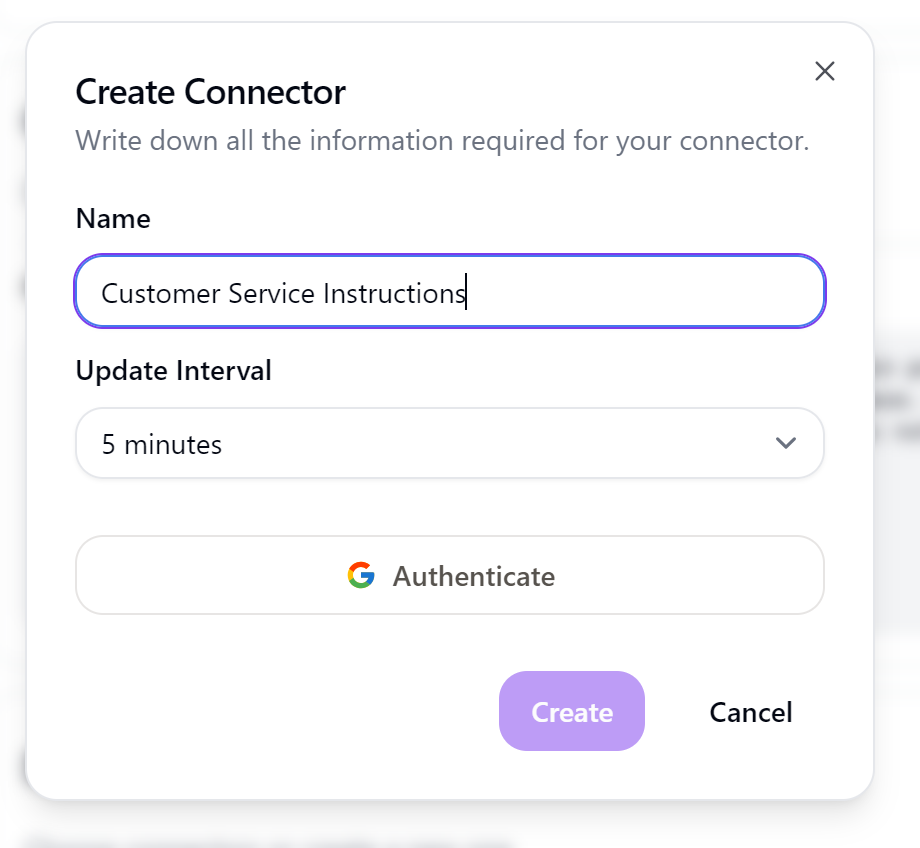 Create Connector
Write down all the information required for your connector.
Name
Customer Service Instructions
Update Interval
5 minutes
Authenticate
Create
Cancel